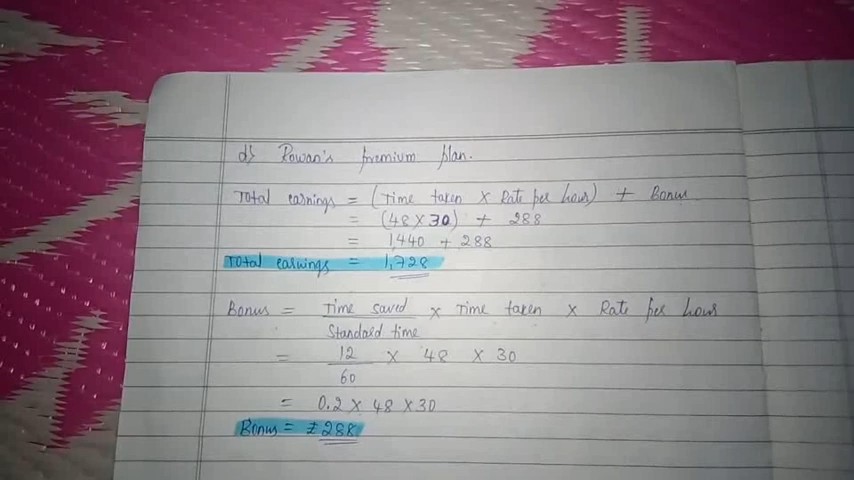 d) Rowan's premium plan.
Total earnings = (Time taken × Rate per hour) + Bonus
= (48 × 30) + 288
= 1,440 + 288
Total earnings = 1,728
Bonus = Time saved / Standard time × Time taken × Rate per hour
= 12 / 60 × 48 × 30
= 0.2 × 48 × 30
Bonus = ₹ 288